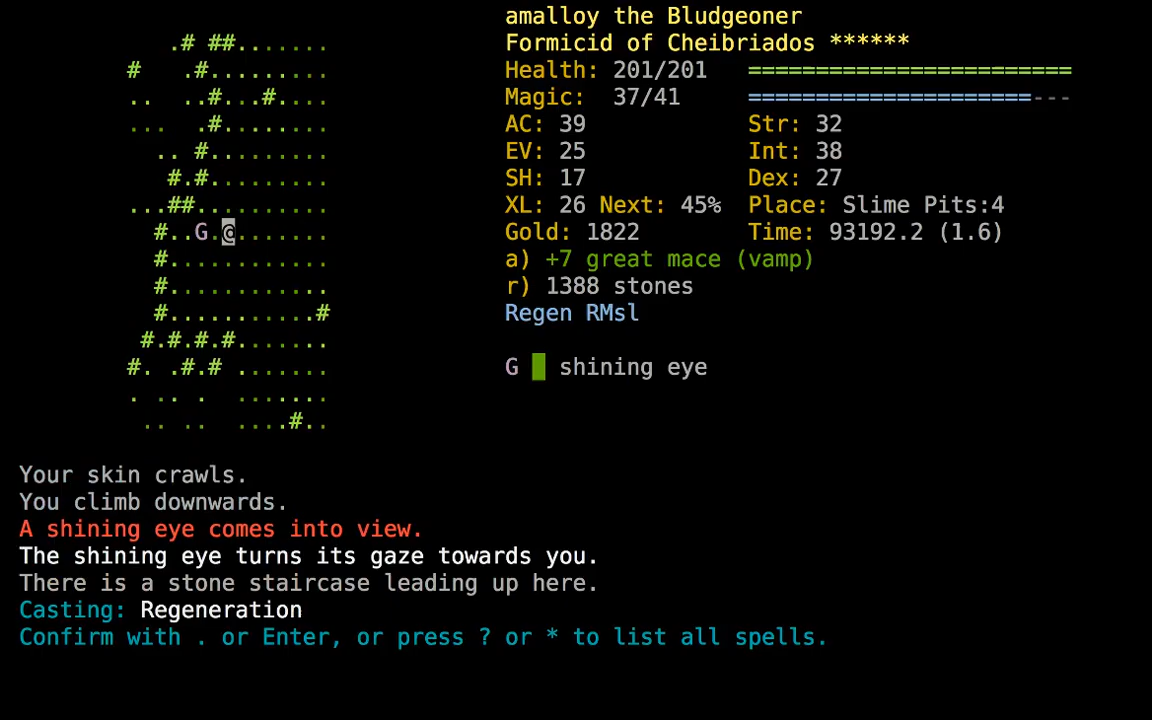 amalloy the Bludgeoner
.# ##....... Formicid of Cheibriados ******
# .#......... Health: 201/201 ========================
.. ..#...#.... Magic: 37/41 =====================---
... .#........ AC: 39 Str: 32
.. #......... EV: 25 Int: 38
#.#......... SH: 17 Dex: 27
...##.......... XL: 26 Next: 45% Place: Slime Pits:4
#..G.@....... Gold: 1822 Time: 93192.2 (1.6)
#............ a) +7 great mace (vamp)
#............ r) 1388 stones
#...........# Regen RMsl
#.#.#.#.......
#. .#.# ....... G shining eye
. .. . .......
.. .. ....#..
Your skin crawls.
You climb downwards.
A shining eye comes into view.
The shining eye turns its gaze towards you.
There is a stone staircase leading up here.
Casting: Regeneration
Confirm with . or Enter, or press ? or * to list all spells.